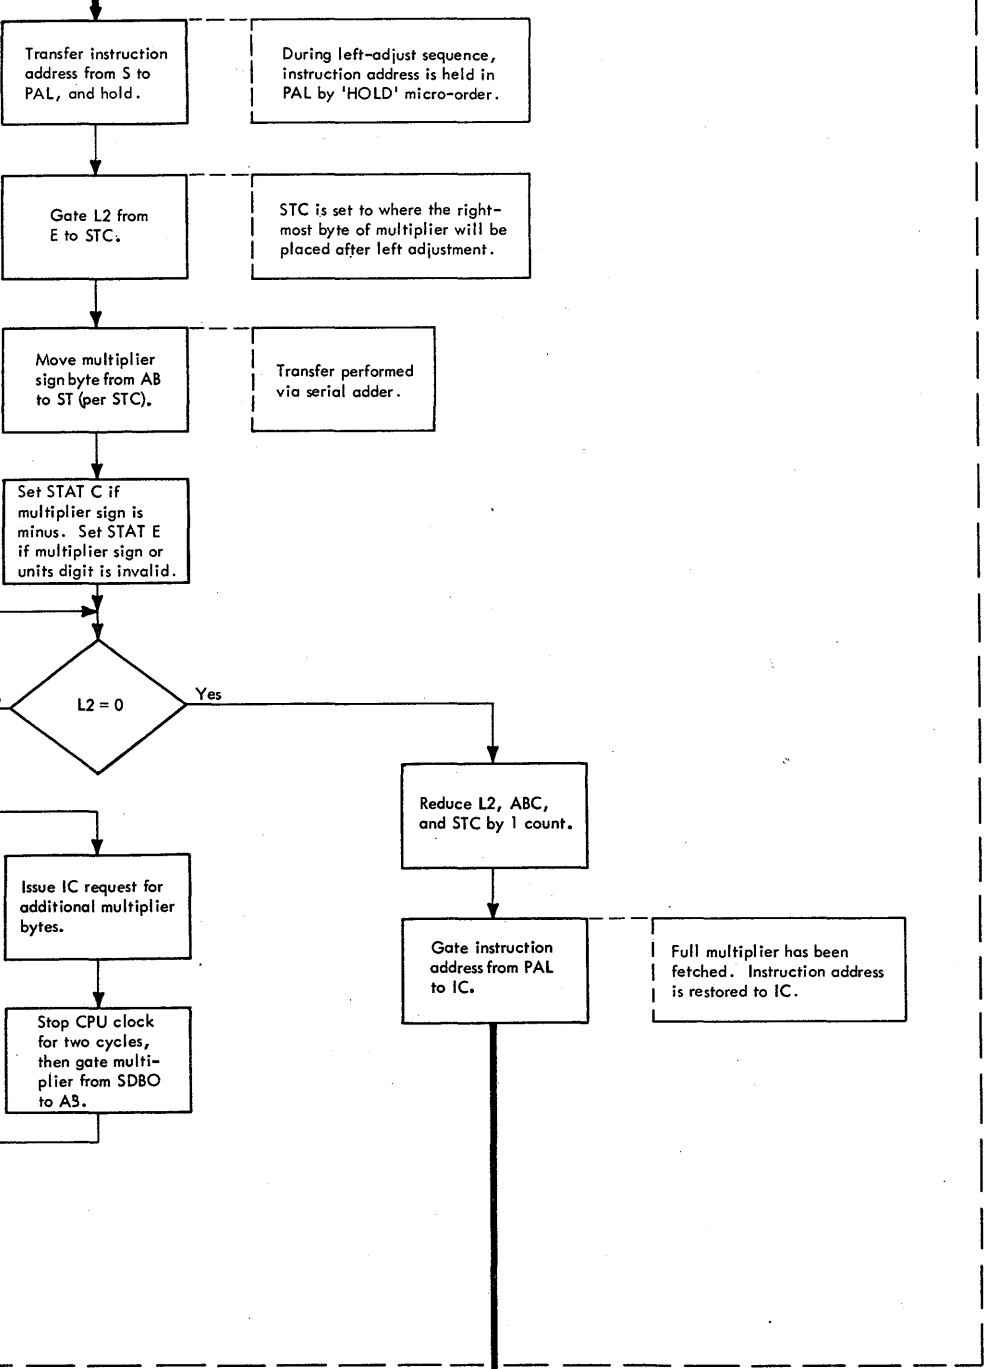 Transfer instruction
address from S to
PAL, and hold.
During left-adjust sequence,
instruction address is held in
PAL by 'HOLD' micro-order.
Gate L2 from
E to STC.
STC is set to where the right-
most byte of multiplier will be
placed after left adjustment.
Move multiplier
sign byte from AB
to ST (per STC).
Transfer performed
via serial adder.
Set STAT C if
multiplier sign is
minus. Set STAT E
if multiplier sign or
units digit is invalid.
L2 = 0
Yes
Reduce L2, ABC,
and STC by 1 count.
Issue IC request for
additional multiplier
bytes.
Gate instruction
address from PAL
to IC.
Full multiplier has been
fetched. Instruction address
is restored to IC.
Stop CPU clock
for two cycles,
then gate multi-
plier from SDBO
to AB.